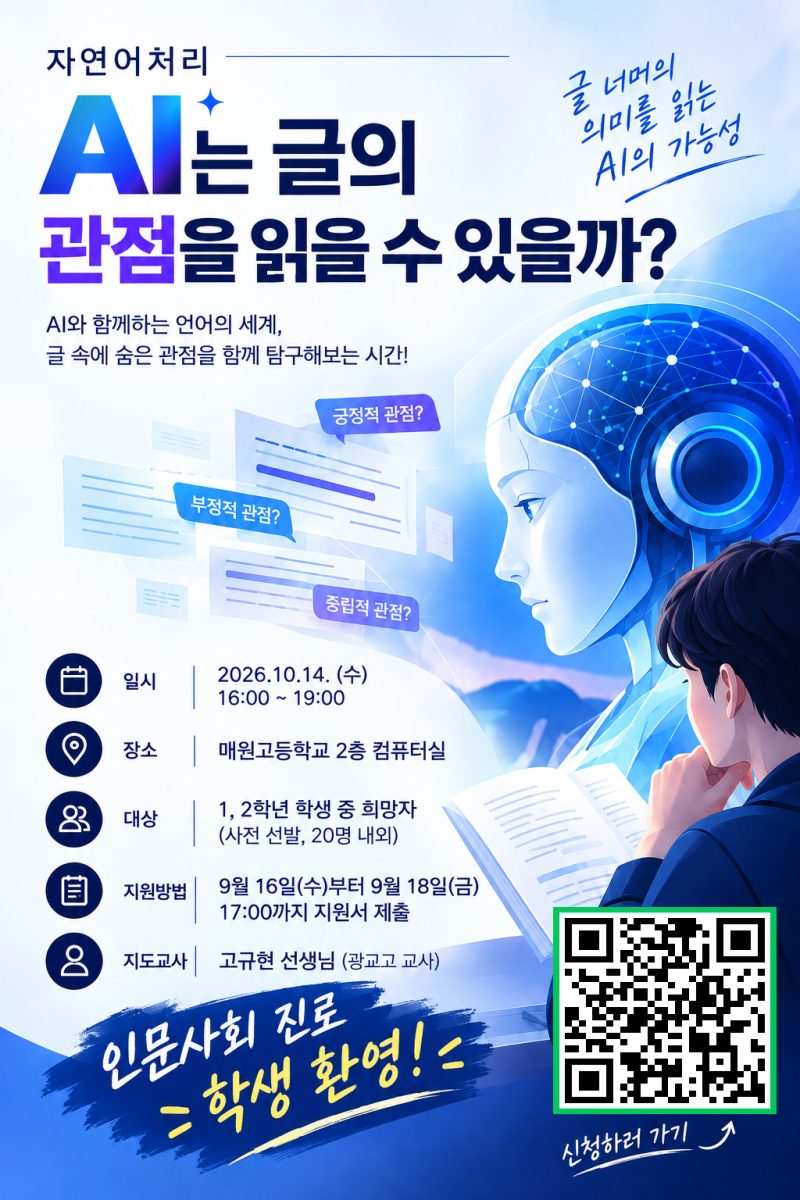 자연어처리
AI는 글의
관점을 읽을 수 있을까?
글 너머의
의미를 읽는
AI의 가능성
AI와 함께하는 언어의 세계,
글 속에 숨은 관점을 함께 탐구해보는 시간!
긍정적 관점?
부정적 관점?
중립적 관점?
일시 2026.10.14. (수)
16:00 ~ 19:00
장소 매원고등학교 2층 컴퓨터실
대상 1, 2학년 학생 중 희망자
(사전 선발, 20명 내외)
지원방법 9월 16일(수)부터 9월 18일(금)
17:00까지 지원서 제출
지도교사 고규현 선생님 (광교고 교사)
인문사회 진로
학생 환영!
신청하러 가기